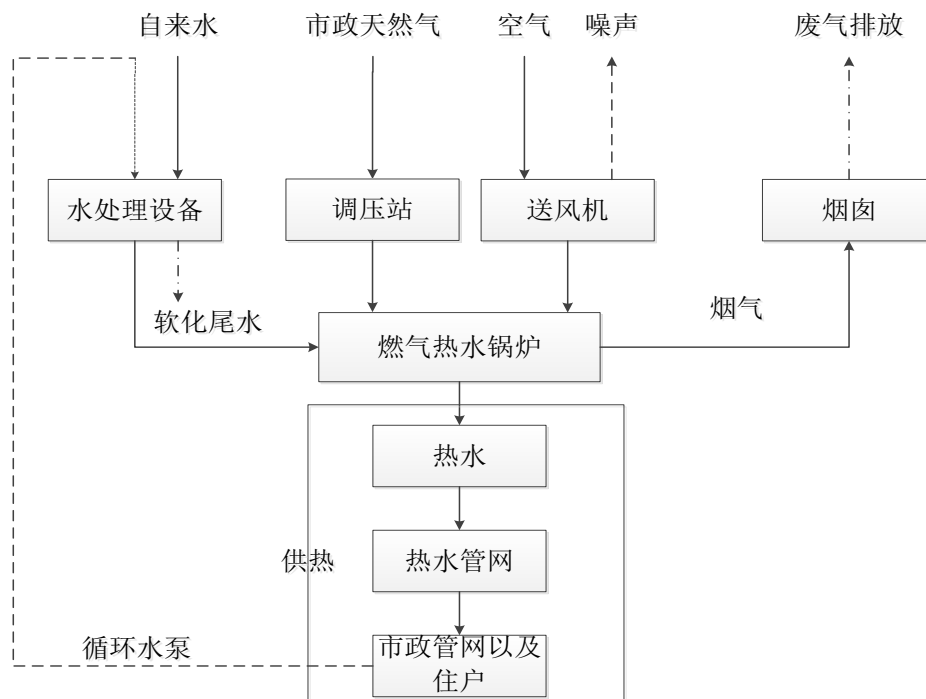 自来水
市政天然气
空气
噪声
废气排放
水处理设备
调压站
送风机
烟囱
软化尾水
燃气热水锅炉
烟气
热水
供热
热水管网
循环水泵
市政管网以及
住户